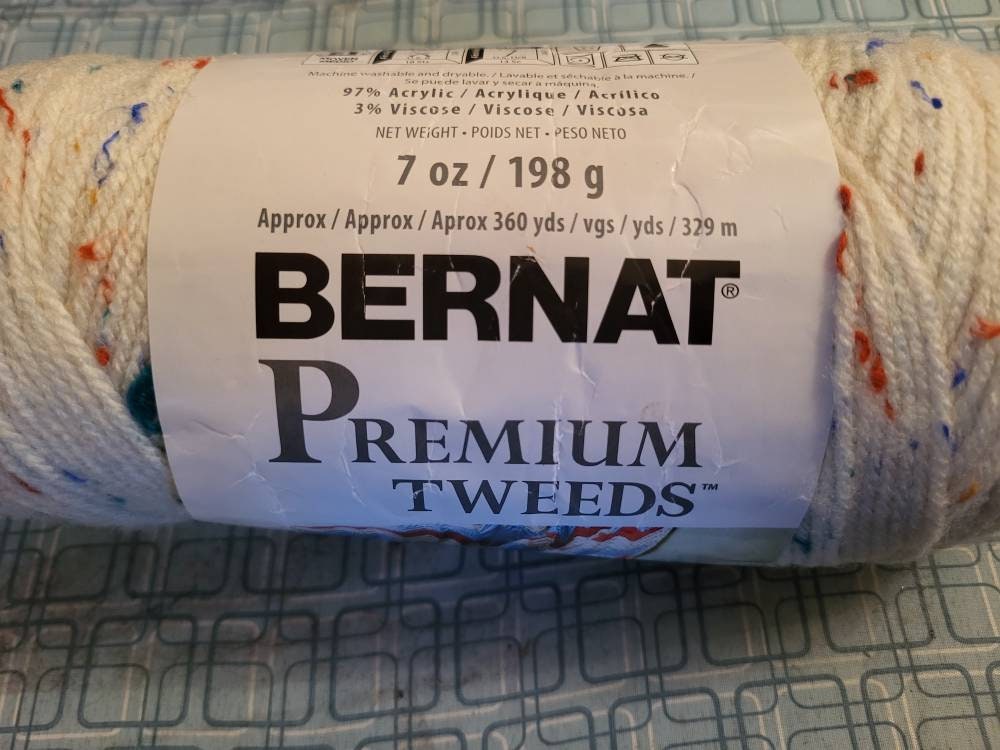 Machine washable and dryable. / Lavable et séchable à la machine. /
Se puede lavar y secar a máquina.
97% Acrylic / Acrylique / Acrílico
3% Viscose / Viscose / Viscosa
NET WEIGHT • POIDS NET • PESO NETO
7 oz / 198 g
Approx / Approx / Aprox 360 yds / vgs / yds / 329 m
BERNAT®
PREMIUM
TWEEDS™